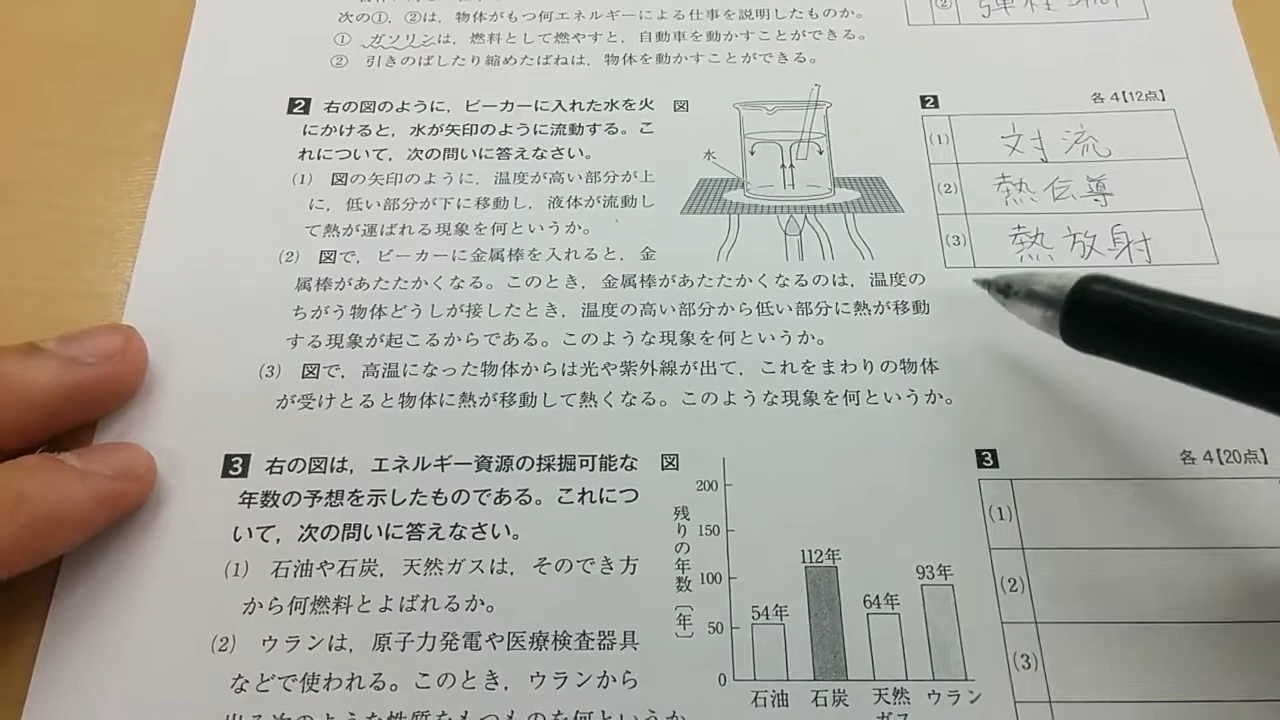 次の①，②は，物体がもつ何エネルギーによる仕事を説明したものか。
① ガソリンは，燃料として燃やすと，自動車を動かすことができる。
② 引きのばしたり縮めたばねは，物体を動かすことができる。
②
2 右の図のように，ビーカーに入れた水を火
にかけると，水が矢印のように流動する。こ
れについて，次の問いに答えなさい。
(1) 図の矢印のように，温度が高い部分が上
に，低い部分が下に移動し，液体が流動し
て熱が運ばれる現象を何というか。
(2) 図で，ビーカーに金属棒を入れると，金
属棒があたたかくなる。このとき，金属棒があたたかくなるのは，温度の
ちがう物体どうしが接したとき，温度の高い部分から低い部分に熱が移動
する現象が起こるからである。このような現象を何というか。
(3) 図で，高温になった物体からは光や紫外線が出て，これをまわりの物体
が受けとると物体に熱が移動して熱くなる。このような現象を何というか。
図
水
2 各4【12点】
(1) 対流
(2) 熱伝導
(3) 熱放射
3 右の図は，エネルギー資源の採掘可能な
年数の予想を示したものである。これにつ
いて，次の問いに答えなさい。
(1) 石油や石炭，天然ガスは，そのでき方
から何燃料とよばれるか。
(2) ウランは，原子力発電や医療検査器具
などで使われる。このとき，ウランから
出る次のような性質をもつものを何というか
図
残りの年数〔年〕
200
150
100
50
0
54年
112年
64年
93年
石油 石炭 天然 ウラン
ガス
3 各4【20点】
(1)
(2)
(3)